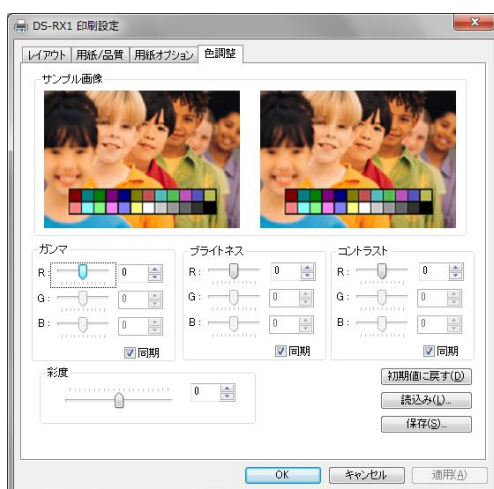 DS-RX1 印刷設定
レイアウト 用紙/品質 用紙オプション 色調整
サンプル画像
ガンマ ブライトネス コントラスト
R: 0 R: 0 R: 0
G: 0 G: 0 G: 0
B: 0 B: 0 B: 0
同期 同期 同期
彩度
0
初期値に戻す(D)
読込み(L)...
保存(S)...
OK キャンセル 適用(A)